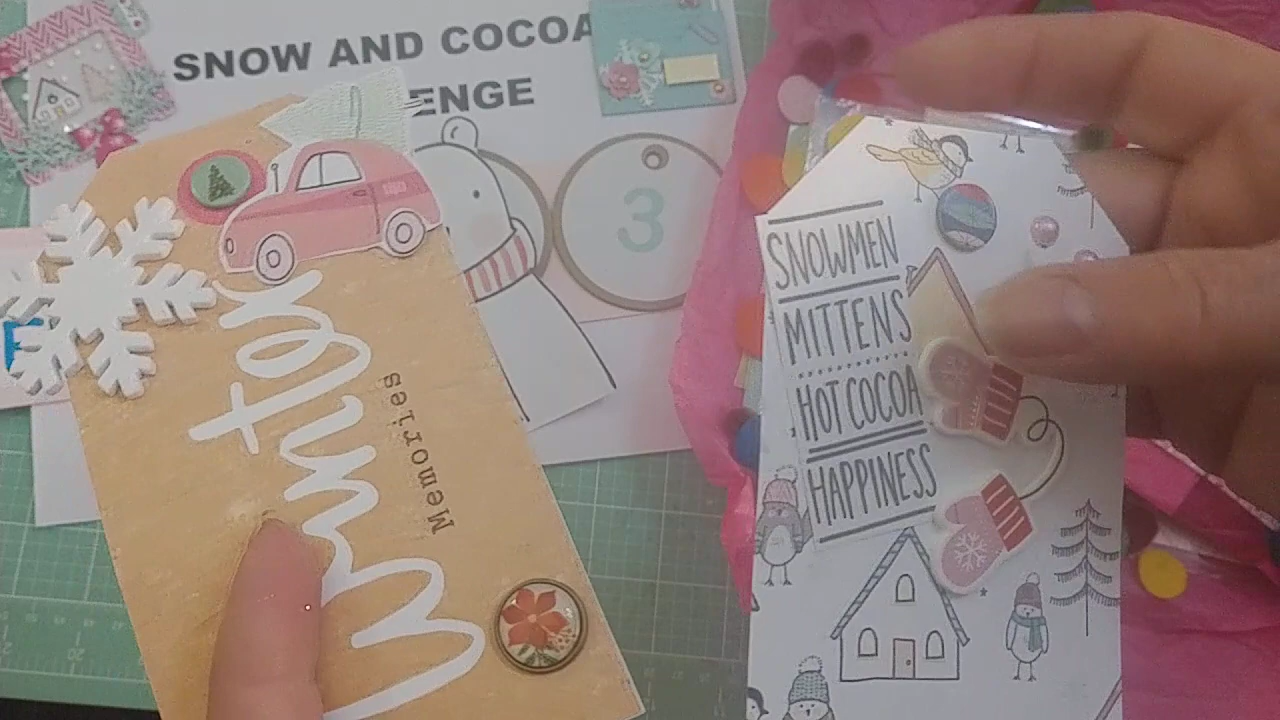 SNOW AND COCOA
ENGE
3
Winter
Memories
SNOWMEN
MITTENS
HOT COCOA
HAPPINESS